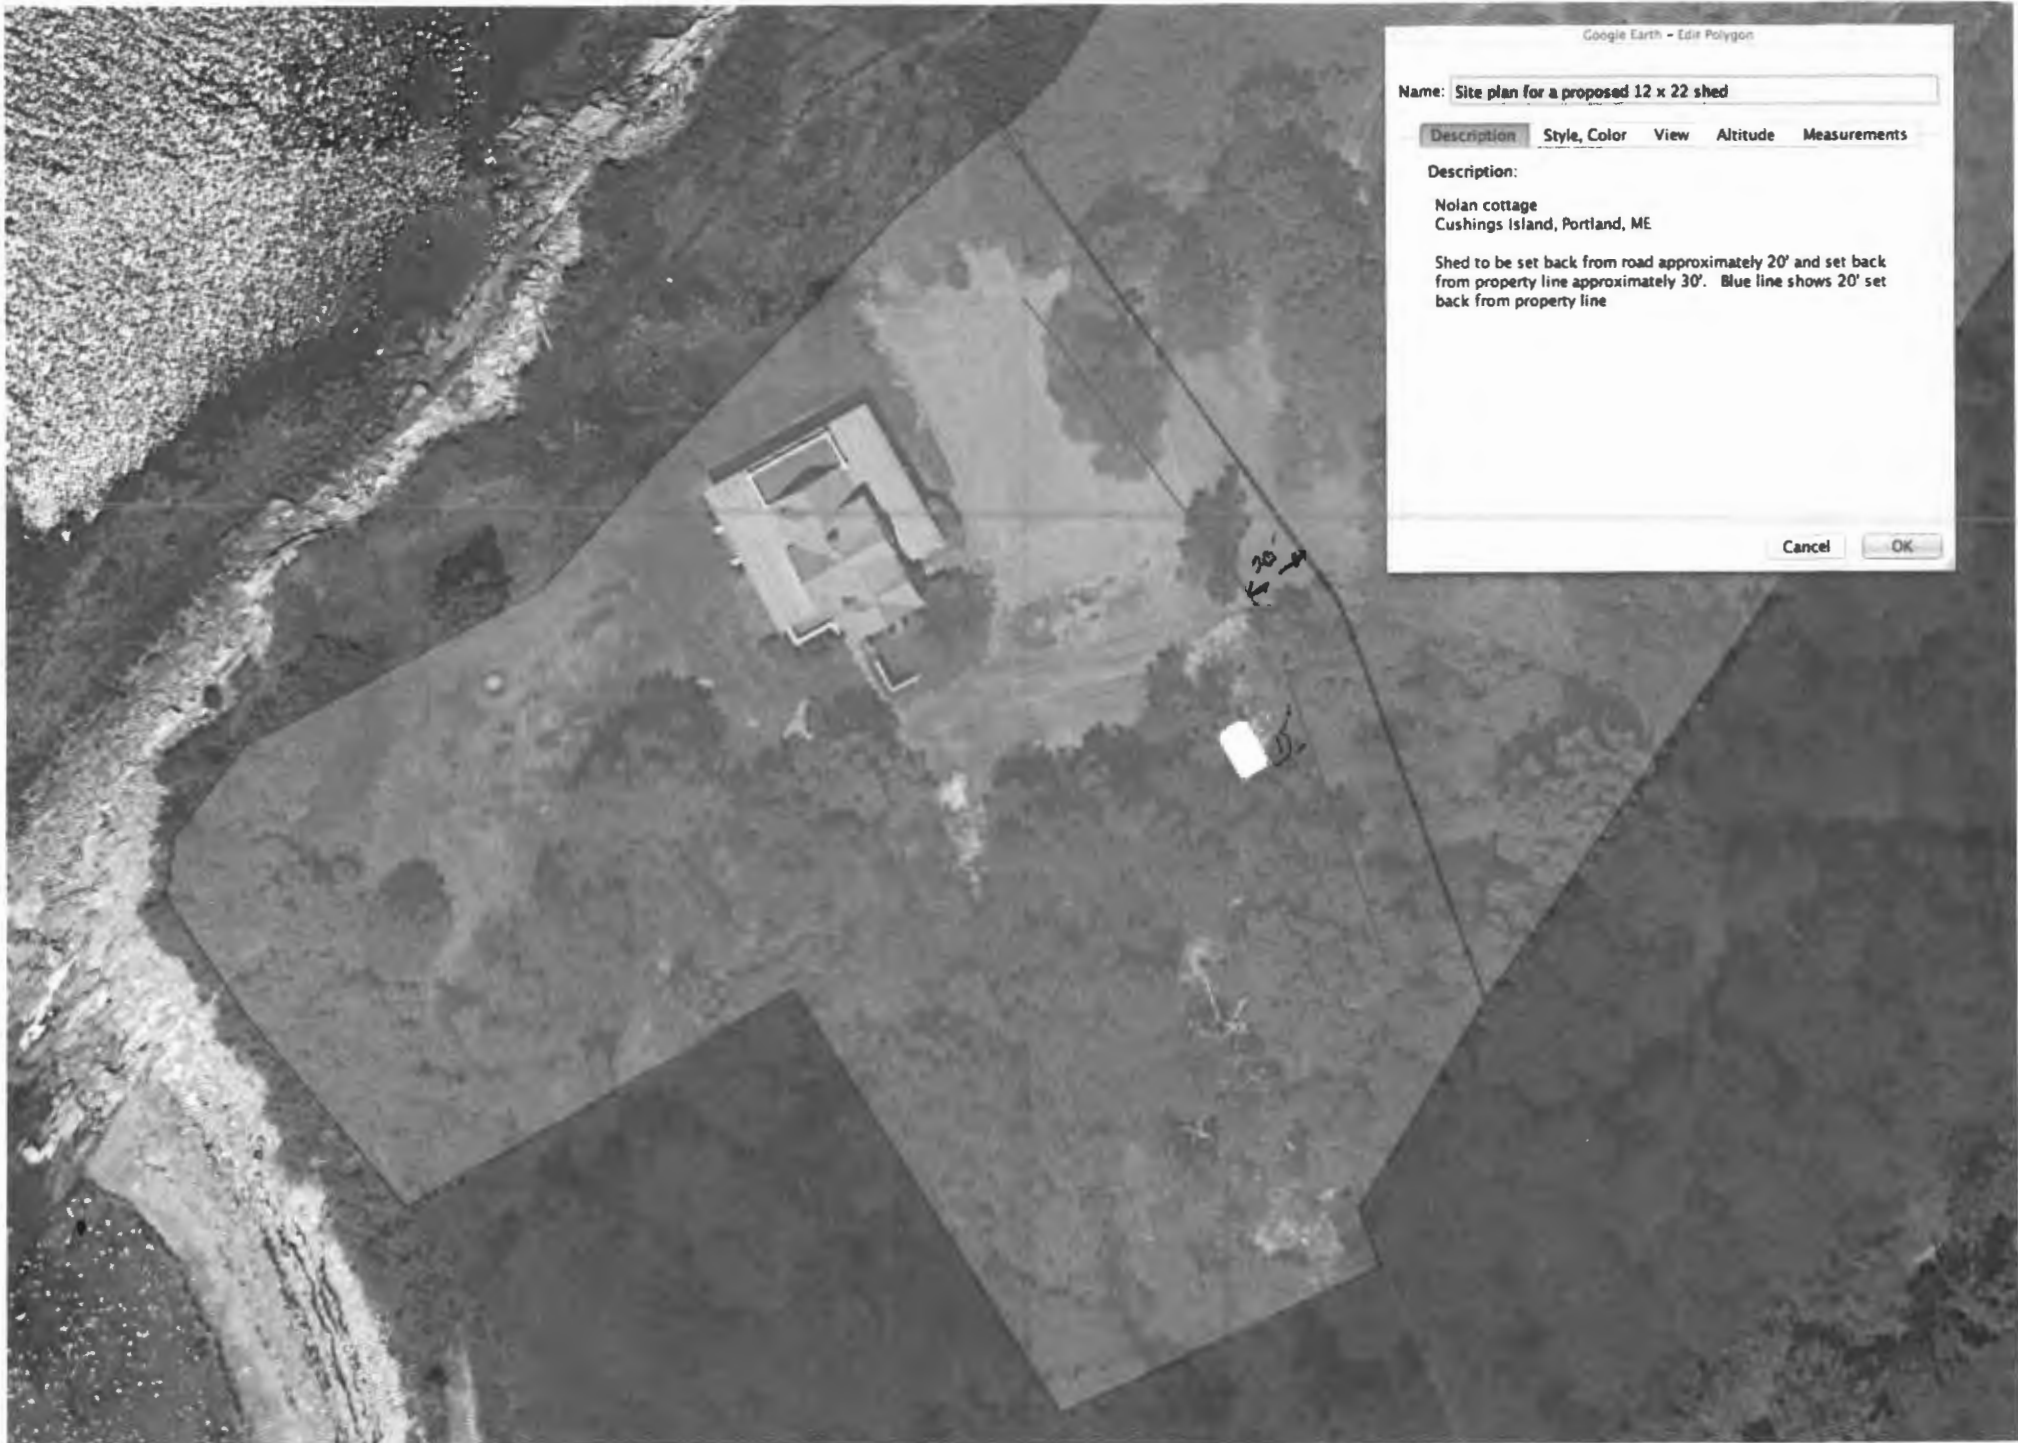 Google Earth - Edit Polygon
Name: Site plan for a proposed 12 x 22 shed
Description Style, Color View Altitude Measurements
Description:
Nolan cottage
Cushings Island, Portland, ME
Shed to be set back from road approximately 20' and set back
from property line approximately 30'. Blue line shows 20' set
back from property line
Cancel OK
30'